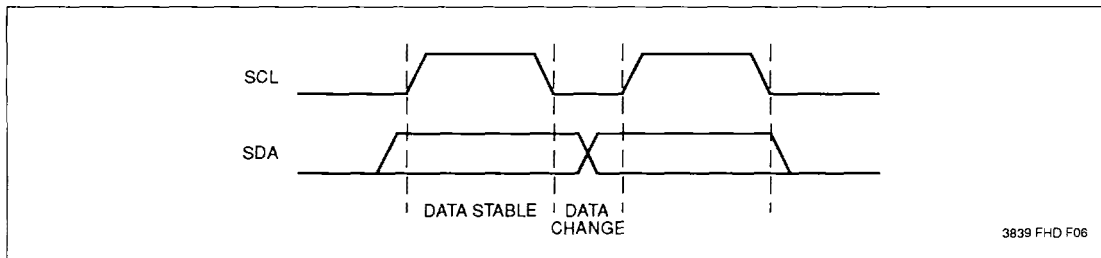 SCL
SDA
DATA STABLE
DATA
CHANGE
3839 FHD F06